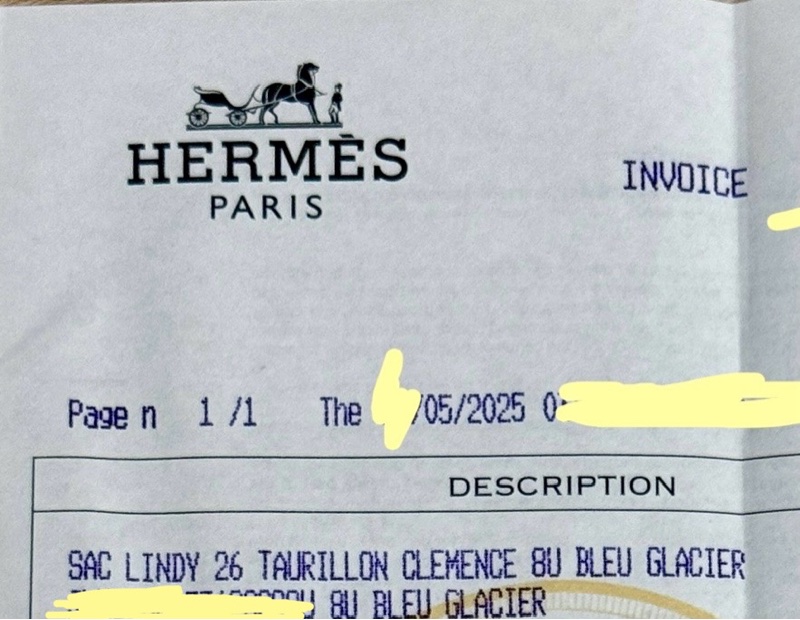 HERMÈS
PARIS
INVOICE
Page n 1 /1 The /05/2025
DESCRIPTION
SAC LINDY 26 TAURILLON CLEMENCE 8U BLEU GLACIER
8U BLEU GLACIER